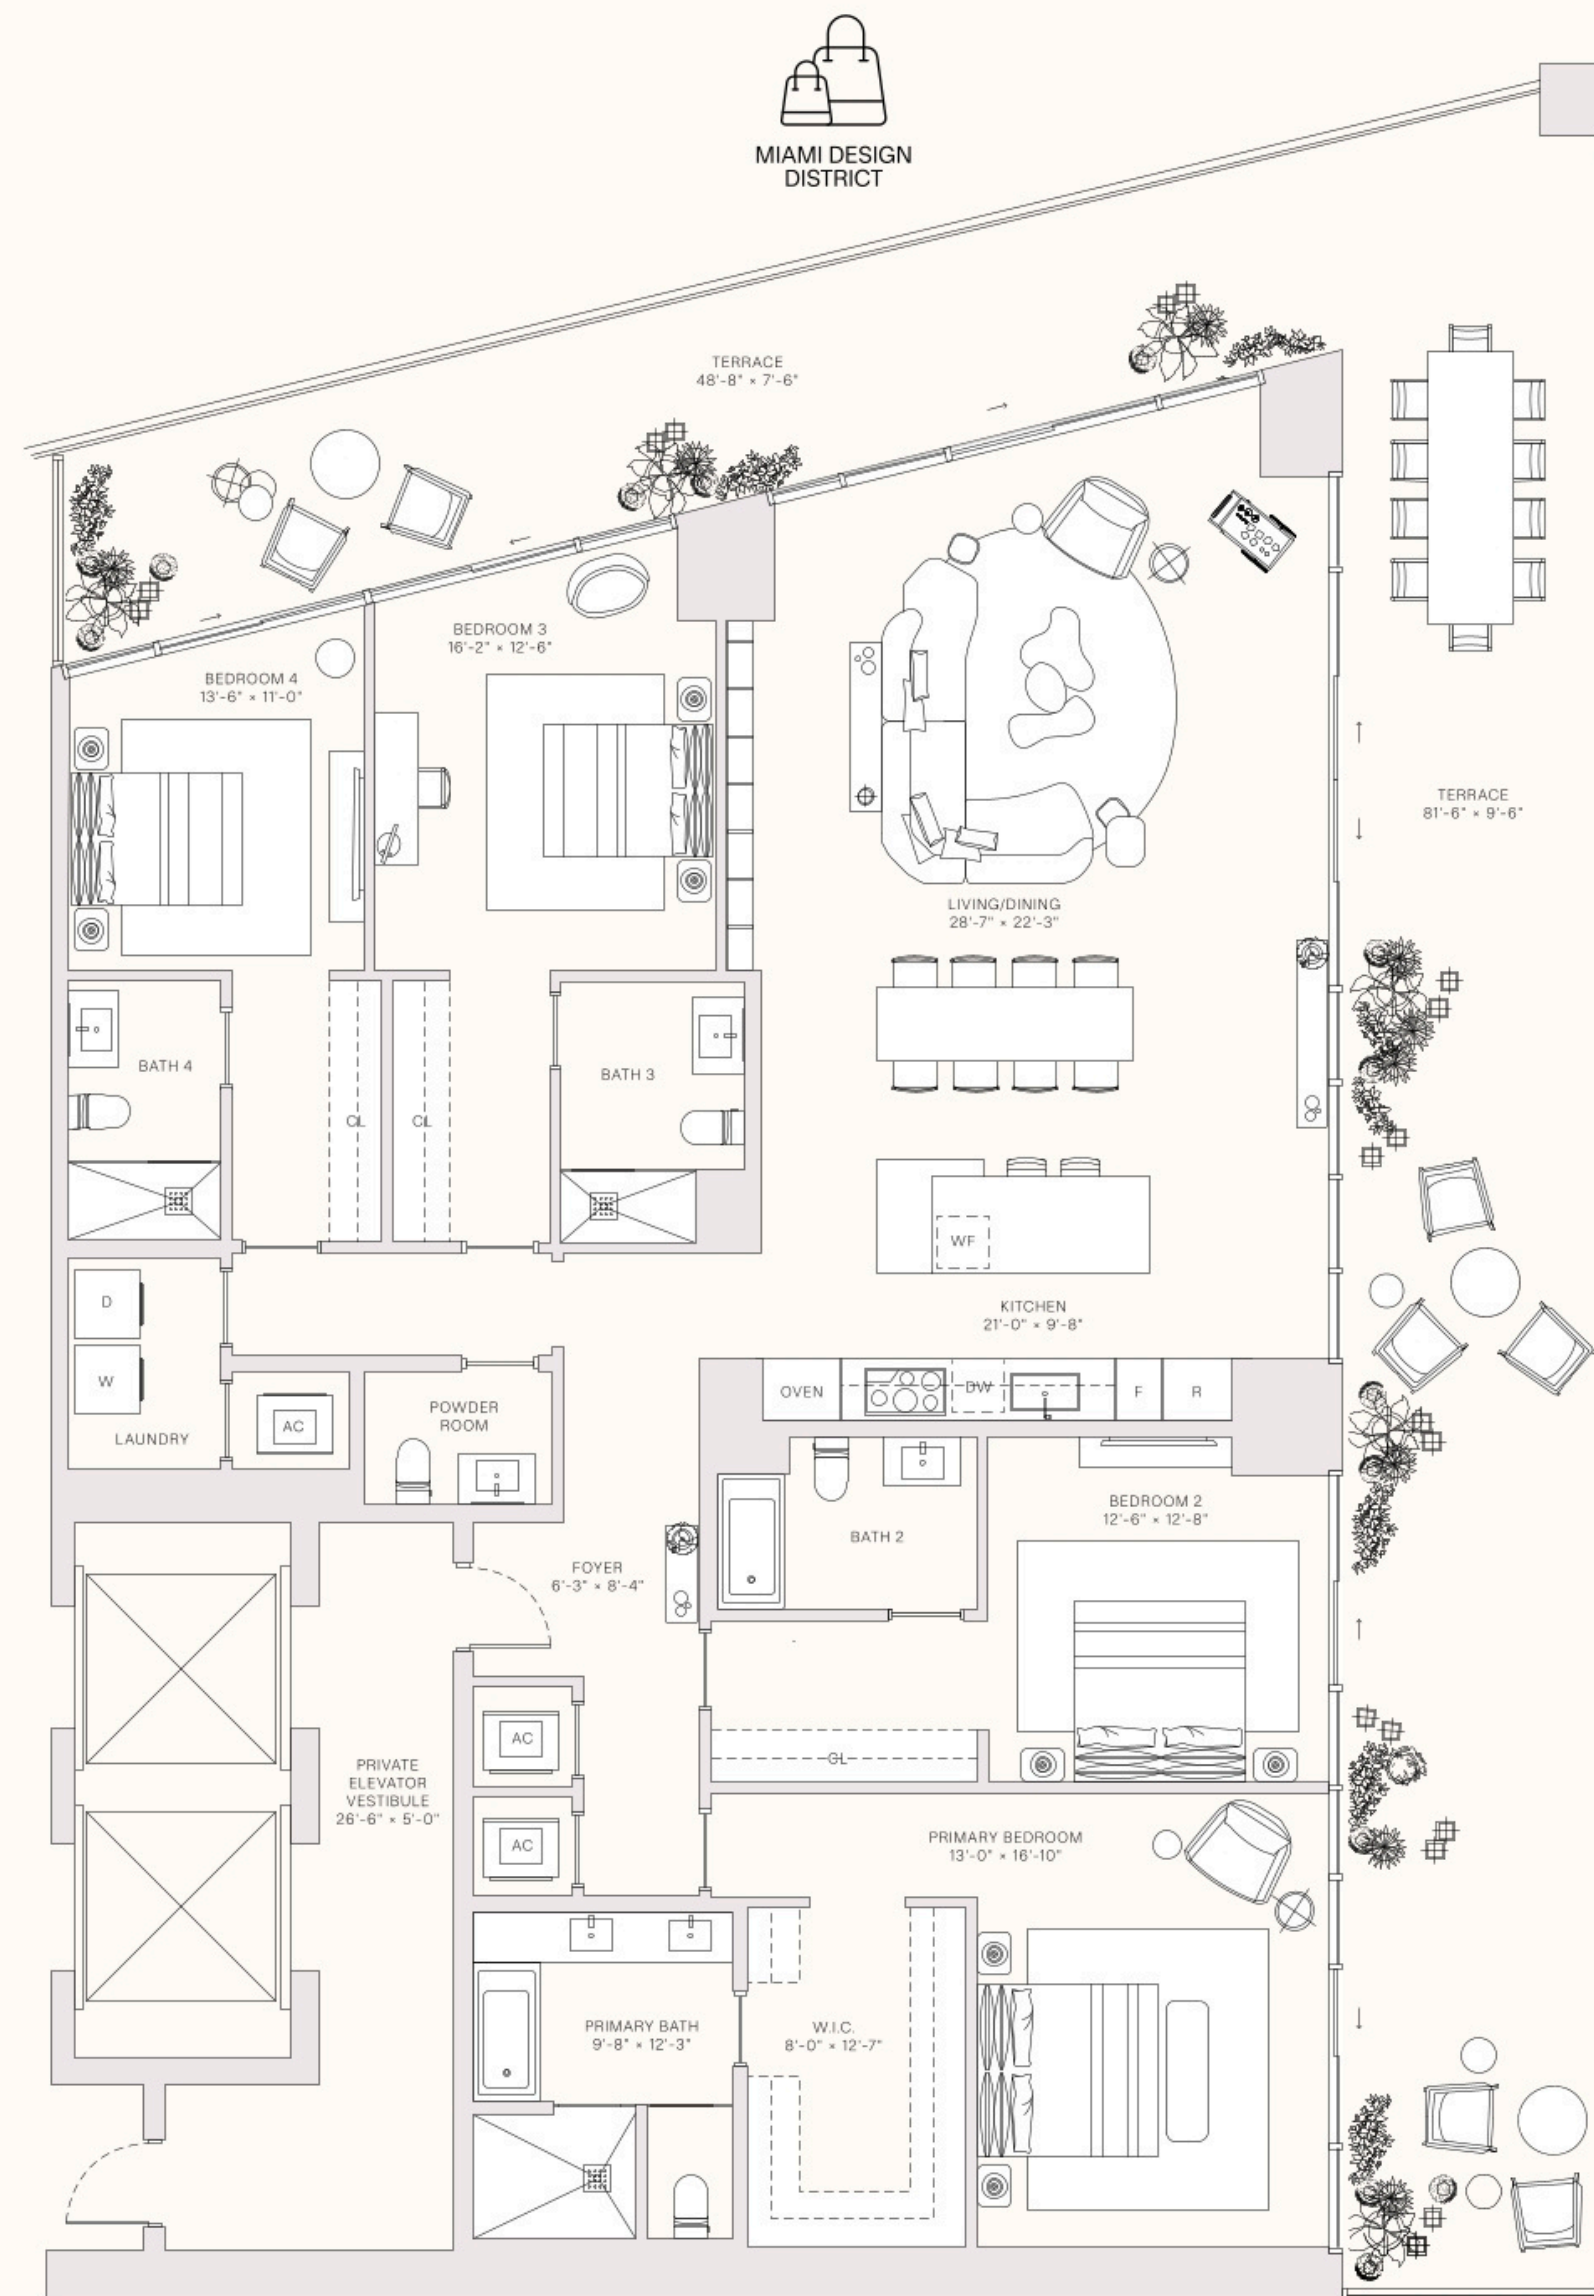 MIAMI DESIGN
DISTRICT
TERRACE
48'-8" × 7'-6"
BEDROOM 3
16'-2" × 12'-6"
BEDROOM 4
13'-6" × 11'-0"
TERRACE
81'-6" × 9'-6"
LIVING/DINING
28'-7" × 22'-3"
BATH 4
BATH 3
CL
CL
WF
D
KITCHEN
21'-0" × 9'-8"
W
OVEN
DW
F
R
POWDER
ROOM
AC
LAUNDRY
BEDROOM 2
12'-6" × 12'-8"
BATH 2
FOYER
6'-3" × 8'-4"
AC
CL
PRIVATE
ELEVATOR
VESTIBULE
26'-6" × 5'-0"
AC
PRIMARY BEDROOM
13'-0" × 16'-10"
PRIMARY BATH
9'-8" × 12'-3"
W.I.C.
8'-0" × 12'-7"